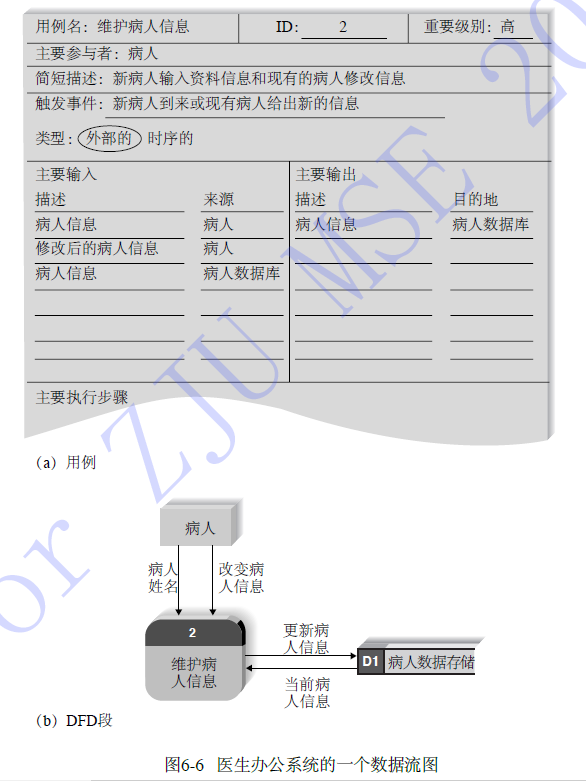 用例名: 维护病人信息 ID: 2 重要级别: 高
主要参与者: 病人
简短描述: 新病人输入资料信息和现有的病人修改信息
触发事件: 新病人到来或现有病人给出新的信息
类型: 外部的 时序的
主要输入 主要输出
描述 来源 描述 目的地
病人信息 病人 病人信息 病人数据库
修改后的病人信息 病人
病人信息 病人数据库
主要执行步骤
(a) 用例
病人
病人
姓名
改变病
人信息
2
维护病
人信息
更新病
人信息
当前病
人信息
D1 病人数据存储
(b) DFD段
图6-6 医生办公系统的一个数据流图
or ZJU MSE 20